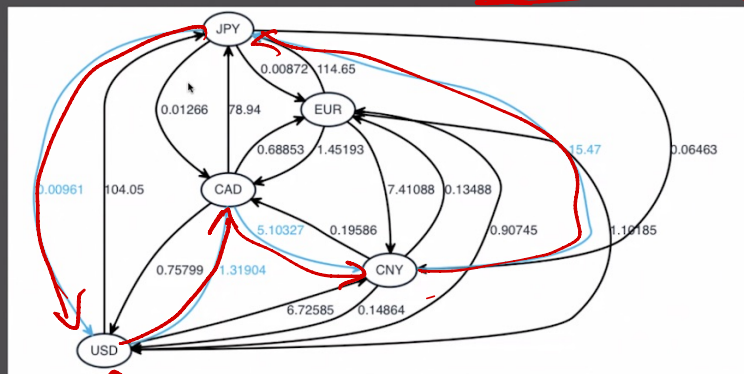 JPY
0.00872 114.65
EUR
0.01266 78.94
15.47 0.06463
0.68853 1.45193
CAD
0.00961 104.05
7.41088 0.13488
5.10327 0.19586
0.90745 1.10185
0.75799 1.31904
CNY
6.72585 0.14864
USD